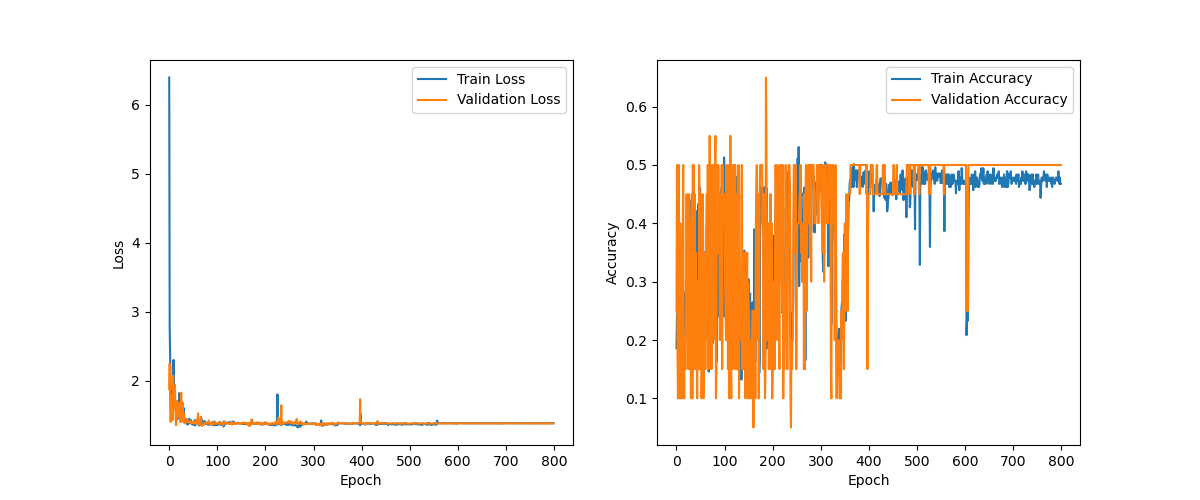 Train Loss
Validation Loss
6
5
4
3
2
Loss
0 100 200 300 400 500 600 700 800
Epoch
Train Accuracy
Validation Accuracy
0.6
0.5
0.4
0.3
0.2
0.1
Accuracy
0 100 200 300 400 500 600 700 800
Epoch